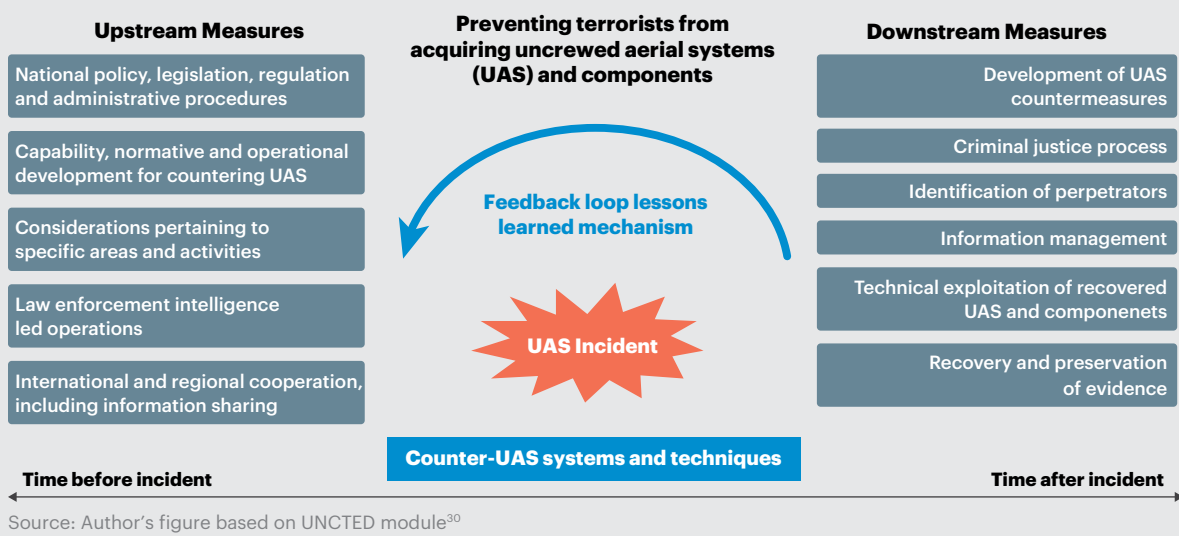 Upstream Measures
National policy, legislation, regulation
and administrative procedures
Capability, normative and operational
development for countering UAS
Considerations pertaining to
specific areas and activities
Law enforcement intelligence
led operations
International and regional cooperation,
including information sharing
Preventing terrorists from
acquiring uncrewed aerial systems
(UAS) and components
Feedback loop lessons
learned mechanism
UAS Incident
Counter-UAS systems and techniques
Downstream Measures
Development of UAS
countermeasures
Criminal justice process
Identification of perpetrators
Information management
Technical exploitation of recovered
UAS and componenets
Recovery and preservation
of evidence
Time before incident
Time after incident
Source: Author’s figure based on UNCTED module³⁰